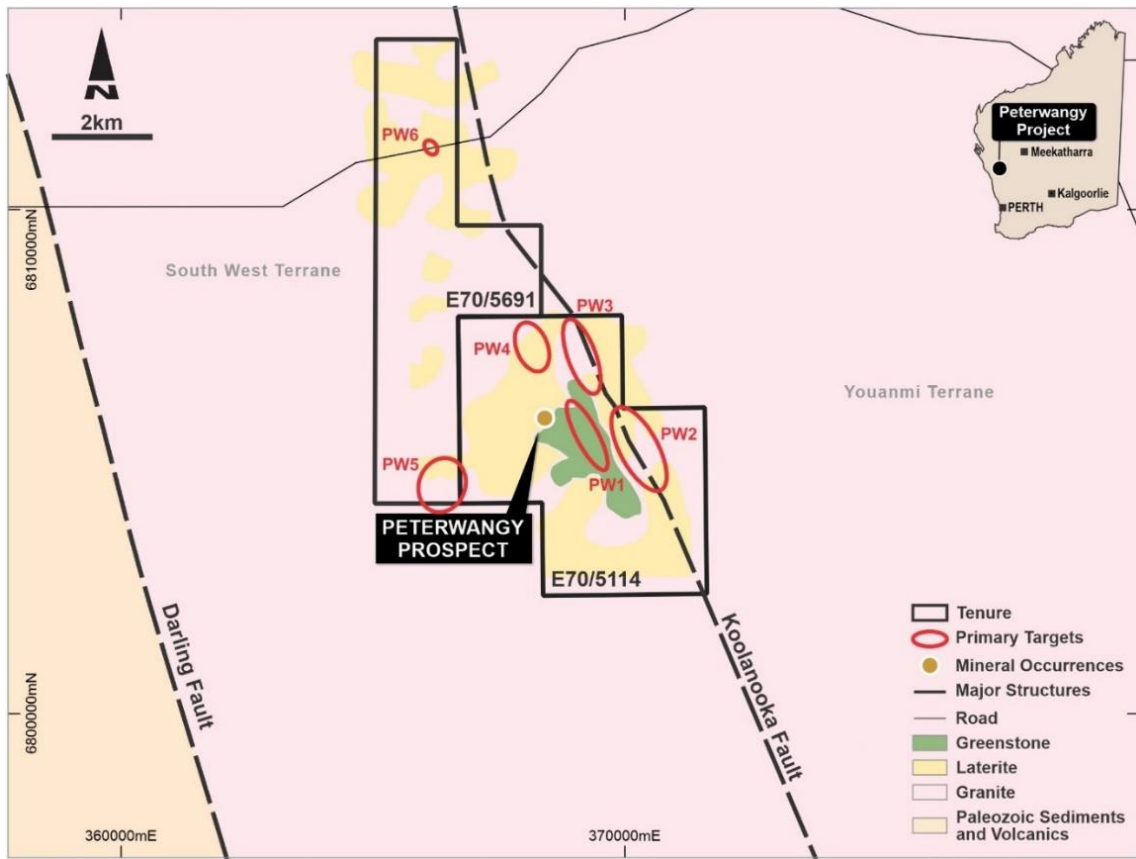 N
2km
PW6
Peterwangy
Project
Meekatharra
Kalgoorlie
PERTH
6810000mN
South West Terrane
E70/5691
PW3
PW4
Youanmi Terrane
PW2
PW5
PW1
PETERWANGY
PROSPECT
E70/5114
Darling Fault
Koolanooka Fault
6800000mN
Tenure
Primary Targets
Mineral Occurrences
Major Structures
Road
Greenstone
Laterite
Granite
Paleozoic Sediments
and Volcanics
360000mE
370000mE